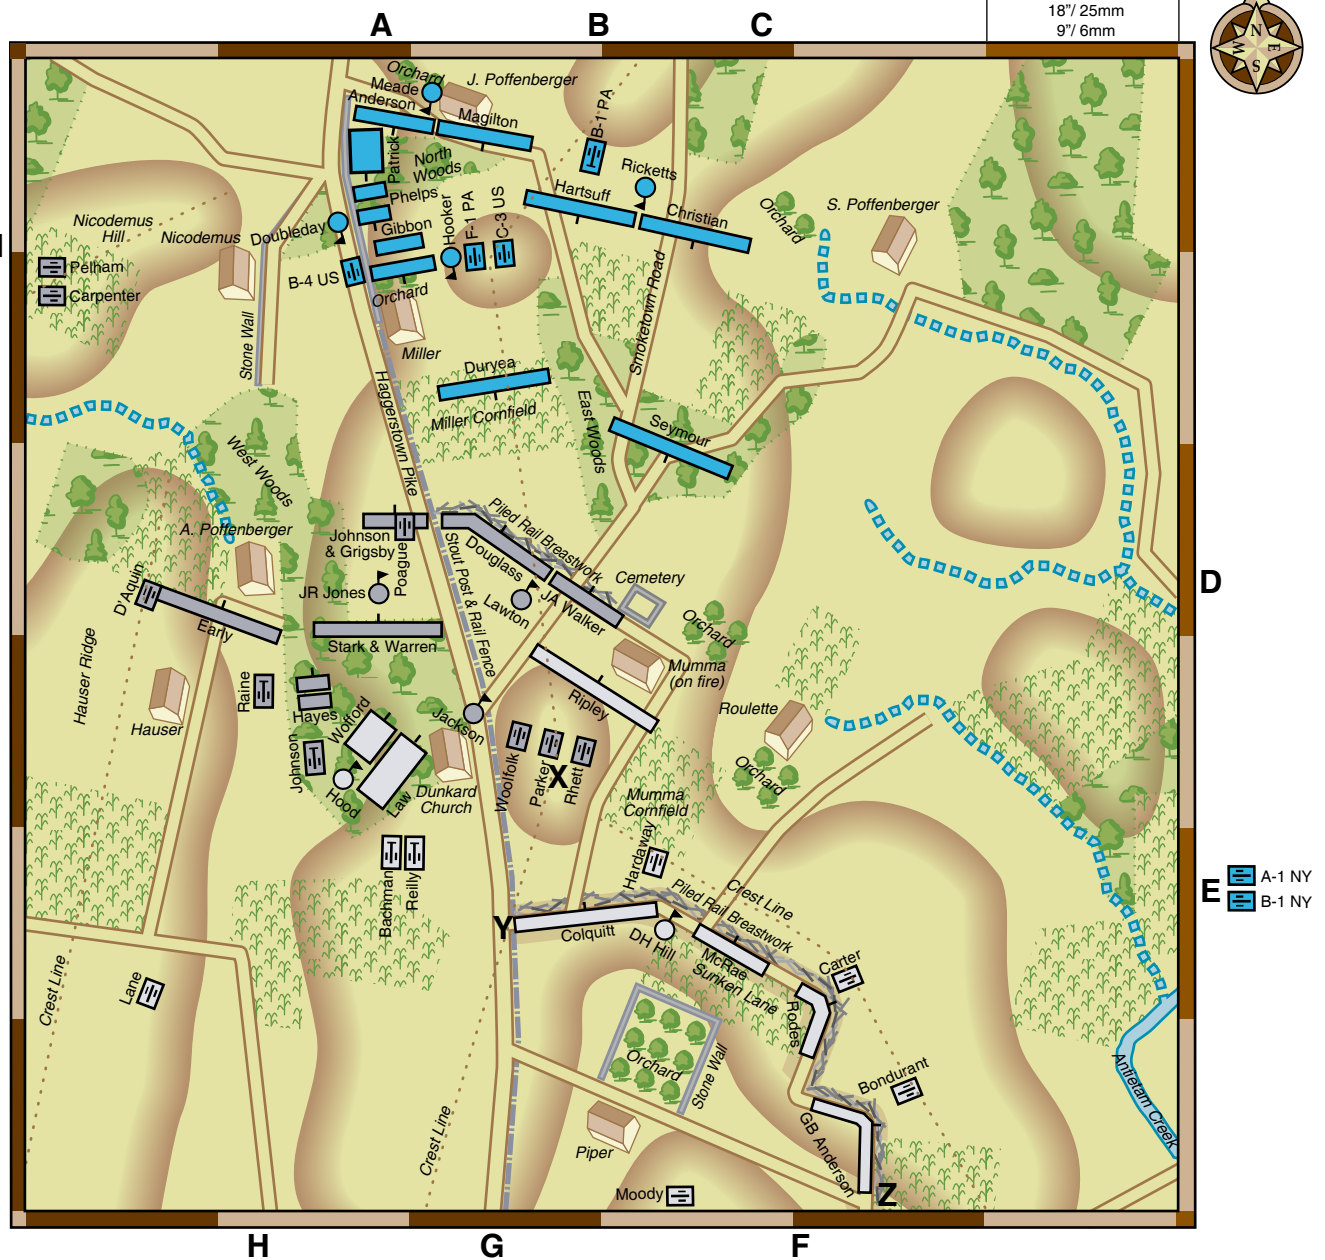 18”/ 25mm
9”/ 6mm
A
B
C
N
E
S
W
Orchard
Meade
J. Poffenberger
Anderson
Magilton
B-1 PA
Patrick
North
Woods
Ricketts
Phelps
Hartsuff
Christian
Orchard
S. Poffenberger
Nicodemus
Hill
Nicodemus
Doubleday
Gibbon
Hooker
F-1 PA
C-3 US
Pelham
Carpenter
B-4 US
Orchard
Smoketown Road
Stone Wall
Miller
Duryea
Haggerstown Pike
Miller Cornfield
East Woods
Seymour
West Woods
A. Poffenberger
Piled Rail Breastwork
Johnson
& Grigsby
Poague
Stout Post & Rail Fence
Douglass
Cemetery
D
D'Aquin
JR Jones
Lawton
JA Walker
Orchard
Early
Stark & Warren
Hauser Ridge
Mumma
(on fire)
Raine
Hayes
Wofford
Jackson
Ripley
Roulette
Hauser
Johnson
Hood
Law
Dunkard
Church
Woolfolk
Parker
X
Rhett
Orchard
Mumma
Cornfield
Hardaway
Bachman
Reilly
Piled Rail Breastwork
Crest Line
E
A-1 NY
B-1 NY
Y
Colquitt
DH Hill
McRae
Sunken Lane
Carter
Lane
Crest Line
Rodes
Orchard
Stone Wall
Bondurant
Antietam Creek
Crest Line
Piper
GB Anderson
Moody
Z
H
G
F